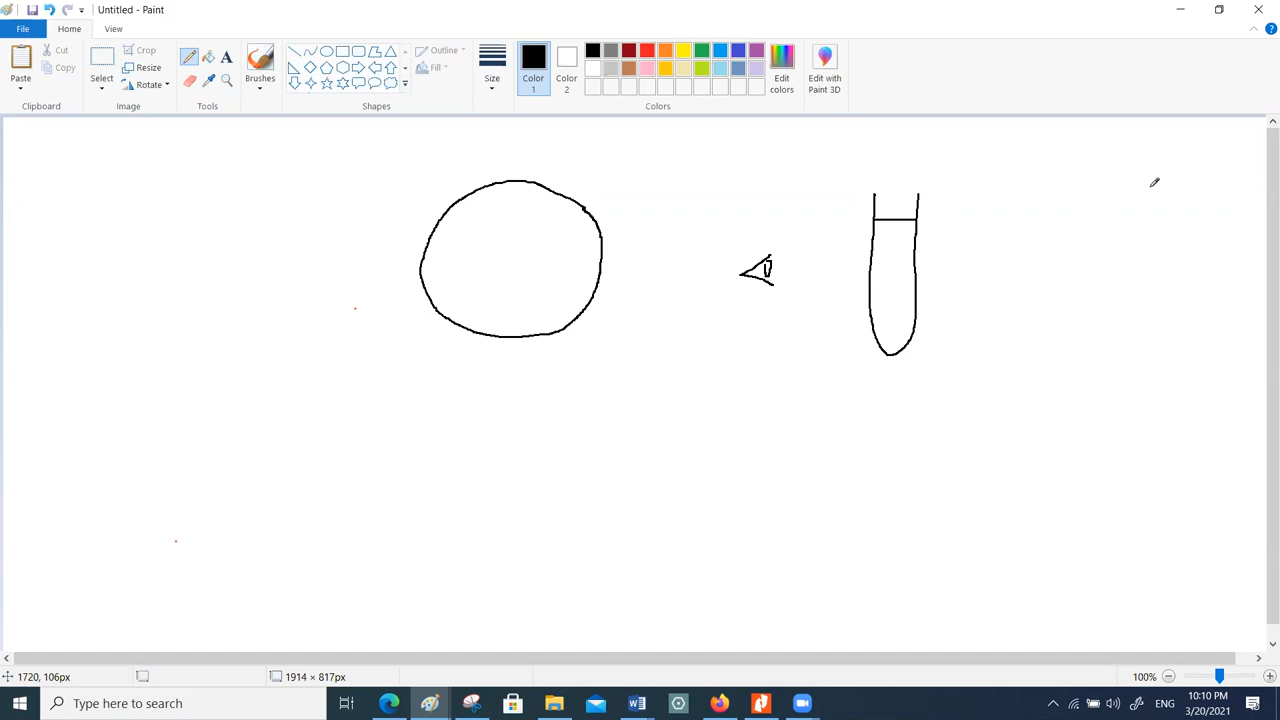 Untitled - Paint
File
Home
View
Paste
Cut
Copy
Clipboard
Select
Crop
Resize
Rotate
Image
Tools
Brushes
Shapes
Outline
Fill
Size
Color 1
Color 2
Edit colors
Edit with Paint 3D
Colors
1720, 106px
1914 × 817px
100%
Type here to search
ENG
10:10 PM
3/20/2021